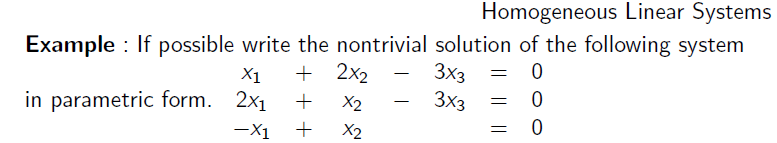 Homogeneous Linear Systems
Example : If possible write the nontrivial solution of the following system
x₁ + 2x₂ − 3x₃ = 0
in parametric form. 2x₁ + x₂ − 3x₃ = 0
−x₁ + x₂ = 0